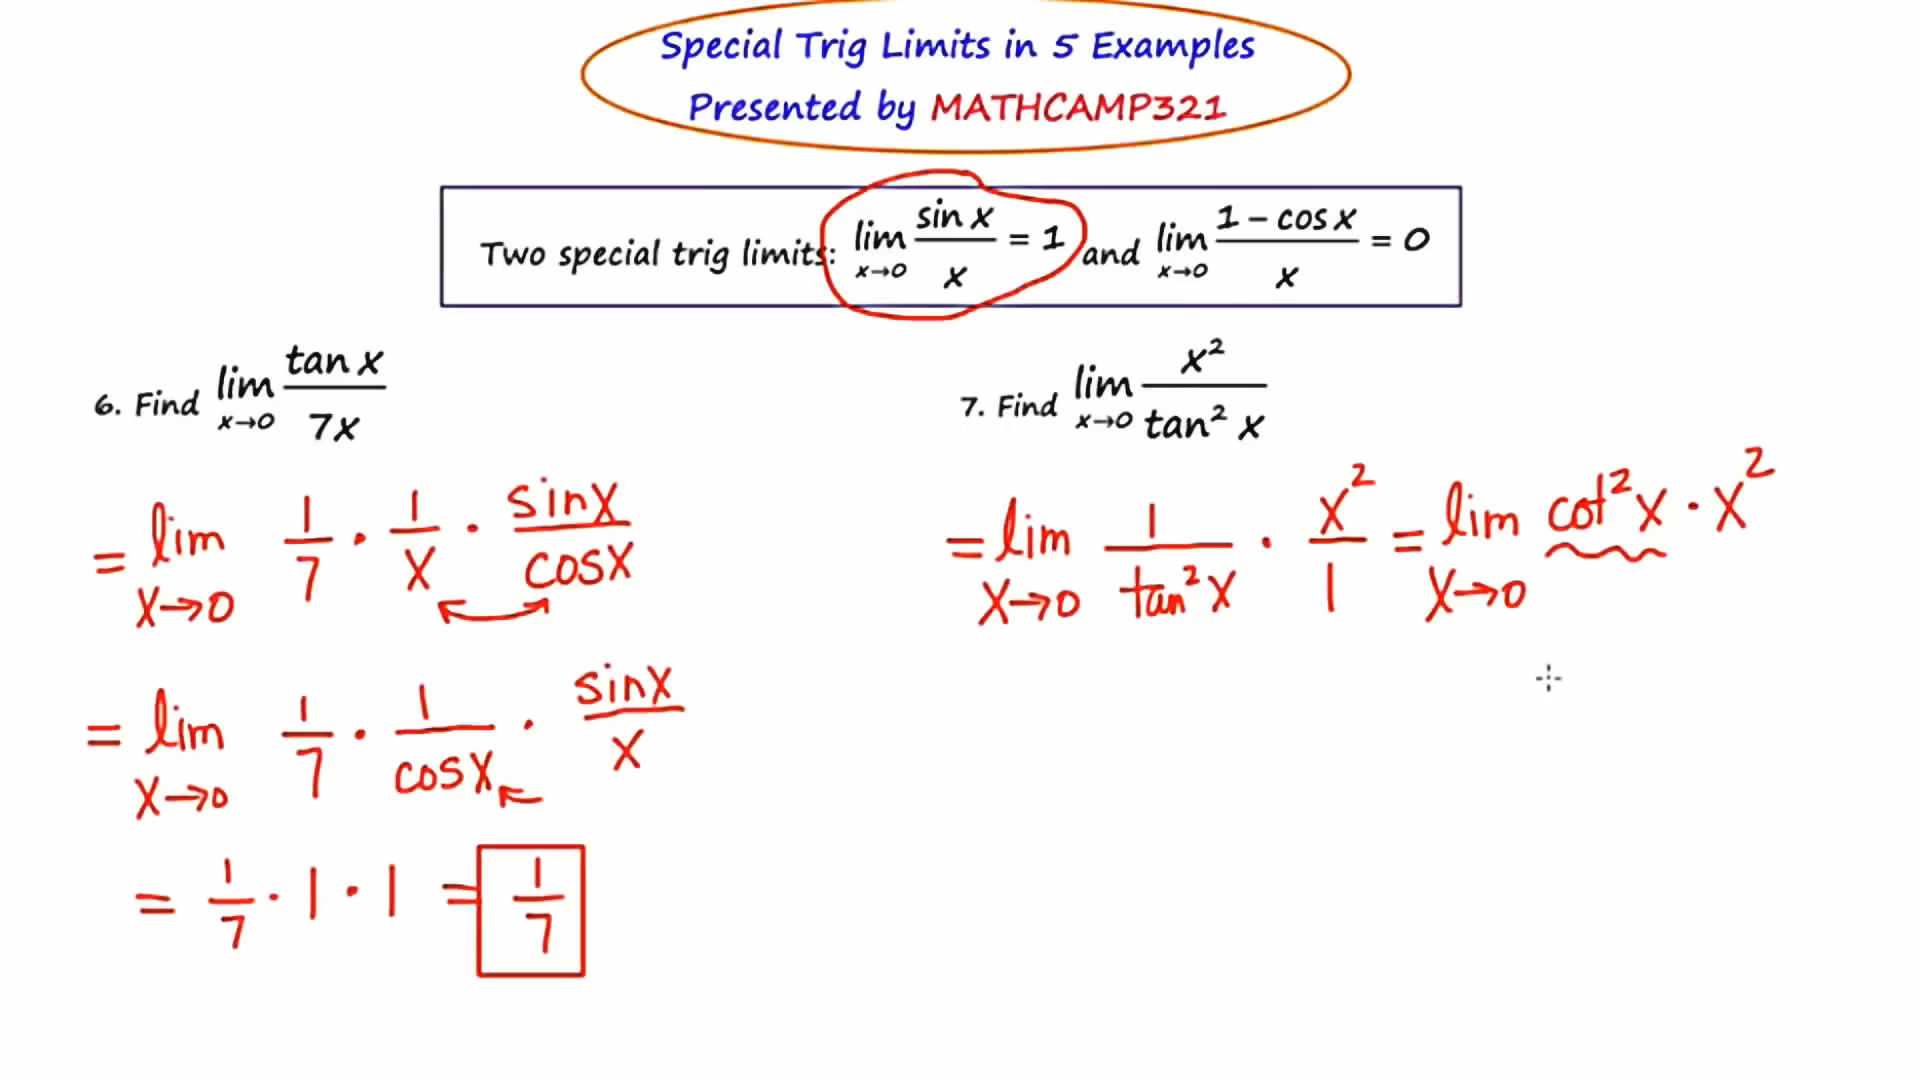 Special Trig Limits in 5 Examples
Presented by MATHCAMP321
Two special trig limits: lim x→0 sin x / x = 1 and lim x→0 1 − cos x / x = 0
6. Find lim x→0 tan x / 7x
= lim x→0 1/7 · 1/x · sinx/cosx
= lim x→0 1/7 · 1/cosx · sinx/x
= 1/7 · 1 · 1 = 1/7
7. Find lim x→0 x² / tan² x
= lim x→0 1/tan²x · x²/1 = lim x→0 cot²x · x²